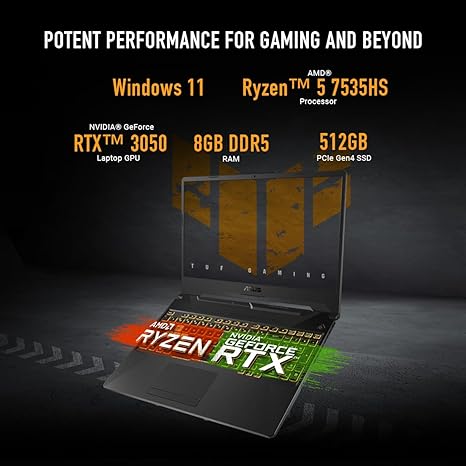 POTENT PERFORMANCE FOR GAMING AND BEYOND
Windows 11
AMD®
Ryzen™ 5 7535HS
Processor
NVIDIA® GeForce
RTX™ 3050
Laptop GPU
8GB DDR5
RAM
512GB
PCIe Gen4 SSD
TUF GAMING
ASUS
AMD
RYZEN
NVIDIA
GEFORCE
RTX